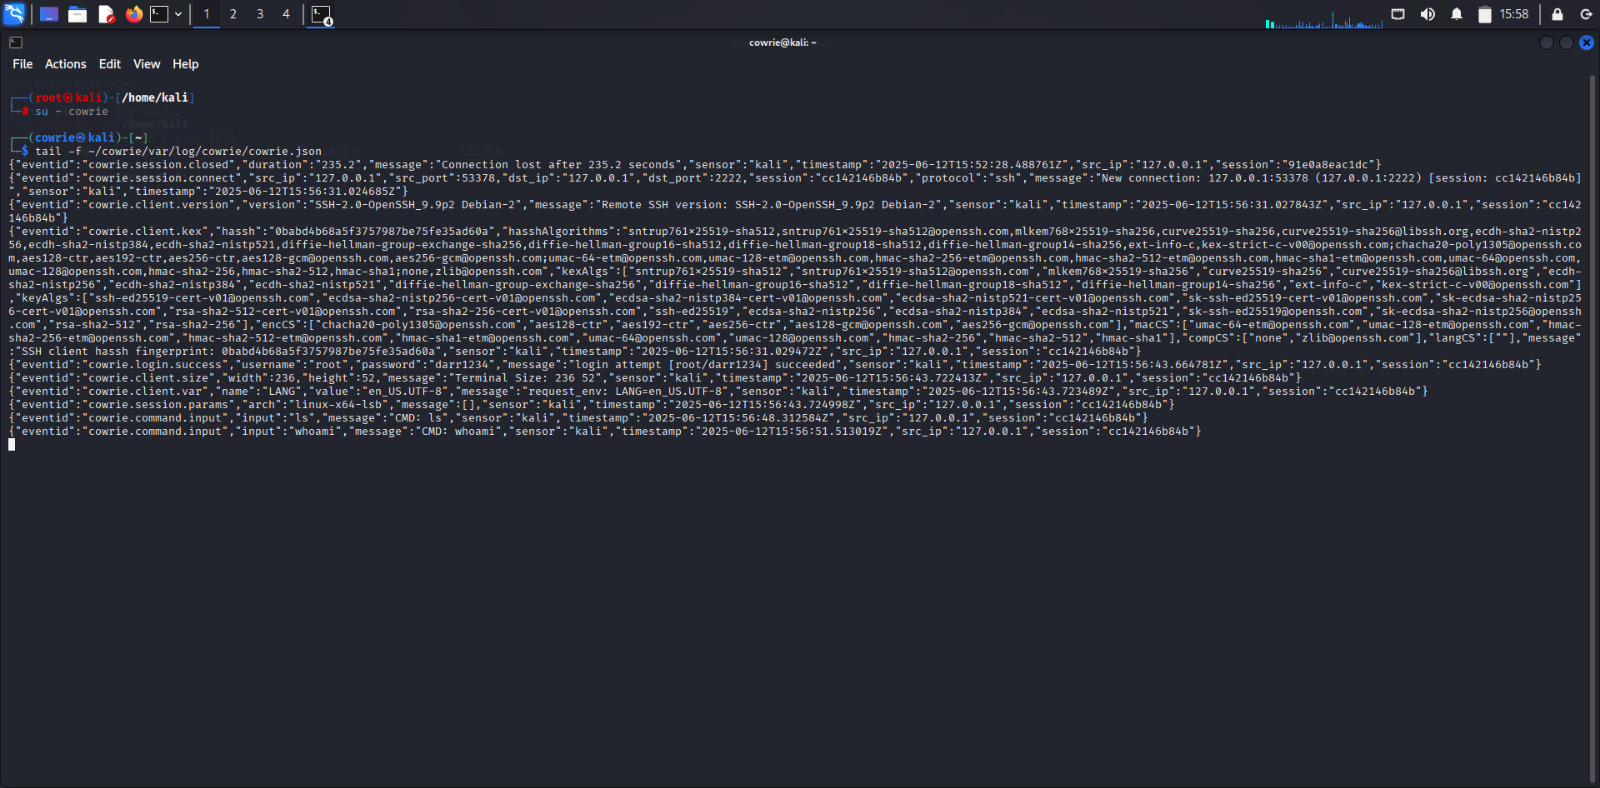 1 2 3 4
4
15:58
cowrie@kali: ~
File Actions Edit View Help
┌──(root㉿kali)-[/home/kali]
└─# su - cowrie
┌──(cowrie㉿kali)-[~]
└─$ tail -f ~/cowrie/var/log/cowrie/cowrie.json
{"eventid":"cowrie.session.closed","duration":"235.2","message":"Connection lost after 235.2 seconds","sensor":"kali","timestamp":"2025-06-12T15:52:28.488761Z","src_ip":"127.0.0.1","session":"91e0a8eac1dc"}
{"eventid":"cowrie.session.connect","src_ip":"127.0.0.1","src_port":53378,"dst_ip":"127.0.0.1","dst_port":2222,"session":"cc142146b84b","protocol":"ssh","message":"New connection: 127.0.0.1:53378 (127.0.0.1:2222) [session: cc142146b84b]
","sensor":"kali","timestamp":"2025-06-12T15:56:31.024685Z"}
{"eventid":"cowrie.client.version","version":"SSH-2.0-OpenSSH_9.9p2 Debian-2","message":"Remote SSH version: SSH-2.0-OpenSSH_9.9p2 Debian-2","sensor":"kali","timestamp":"2025-06-12T15:56:31.027843Z","src_ip":"127.0.0.1","session":"cc142
146b84b"}
{"eventid":"cowrie.client.kex","hassh":"0babd4b68a5f3757987be75fe35ad60a","hasshAlgorithms":"sntrup761×25519-sha512,sntrup761×25519-sha512@openssh.com,mlkem768×25519-sha256,curve25519-sha256,curve25519-sha256@libssh.org,ecdh-sha2-nistp2
56,ecdh-sha2-nistp384,ecdh-sha2-nistp521,diffie-hellman-group-exchange-sha256,diffie-hellman-group16-sha512,diffie-hellman-group18-sha512,diffie-hellman-group14-sha256,ext-info-c,kex-strict-c-v00@openssh.com;chacha20-poly1305@openssh.co
m,aes128-ctr,aes192-ctr,aes256-ctr,aes128-gcm@openssh.com,aes256-gcm@openssh.com;umac-64-etm@openssh.com,umac-128-etm@openssh.com,hmac-sha2-256-etm@openssh.com,hmac-sha2-512-etm@openssh.com,hmac-sha1-etm@openssh.com,umac-64@openssh.com,
umac-128@openssh.com,hmac-sha2-256,hmac-sha2-512,hmac-sha1;none,zlib@openssh.com","kexAlgs":["sntrup761×25519-sha512","sntrup761×25519-sha512@openssh.com","mlkem768×25519-sha256","curve25519-sha256","curve25519-sha256@libssh.org","ecdh-
sha2-nistp256","ecdh-sha2-nistp384","ecdh-sha2-nistp521","diffie-hellman-group-exchange-sha256","diffie-hellman-group16-sha512","diffie-hellman-group18-sha512","diffie-hellman-group14-sha256","ext-info-c","kex-strict-c-v00@openssh.com"]
,"keyAlgs":["ssh-ed25519-cert-v01@openssh.com","ecdsa-sha2-nistp256-cert-v01@openssh.com","ecdsa-sha2-nistp384-cert-v01@openssh.com","ecdsa-sha2-nistp521-cert-v01@openssh.com","sk-ssh-ed25519-cert-v01@openssh.com","sk-ecdsa-sha2-nistp25
6-cert-v01@openssh.com","rsa-sha2-512-cert-v01@openssh.com","rsa-sha2-256-cert-v01@openssh.com","ssh-ed25519","ecdsa-sha2-nistp256","ecdsa-sha2-nistp384","ecdsa-sha2-nistp521","sk-ssh-ed25519@openssh.com","sk-ecdsa-sha2-nistp256@openssh
.com","rsa-sha2-512","rsa-sha2-256"],"encCS":["chacha20-poly1305@openssh.com","aes128-ctr","aes192-ctr","aes256-ctr","aes128-gcm@openssh.com","aes256-gcm@openssh.com"],"macCS":["umac-64-etm@openssh.com","umac-128-etm@openssh.com","hmac-
sha2-256-etm@openssh.com","hmac-sha2-512-etm@openssh.com","hmac-sha1-etm@openssh.com","umac-64@openssh.com","umac-128@openssh.com","hmac-sha2-256","hmac-sha2-512","hmac-sha1"],"compCS":["none","zlib@openssh.com"],"langCS":[""],"message"
:"SSH client hassh fingerprint: 0babd4b68a5f3757987be75fe35ad60a","sensor":"kali","timestamp":"2025-06-12T15:56:31.029472Z","src_ip":"127.0.0.1","session":"cc142146b84b"}
{"eventid":"cowrie.login.success","username":"root","password":"darr1234","message":"login attempt [root/darr1234] succeeded","sensor":"kali","timestamp":"2025-06-12T15:56:43.664781Z","src_ip":"127.0.0.1","session":"cc142146b84b"}
{"eventid":"cowrie.client.size","width":236,"height":52,"message":"Terminal Size: 236 52","sensor":"kali","timestamp":"2025-06-12T15:56:43.722413Z","src_ip":"127.0.0.1","session":"cc142146b84b"}
{"eventid":"cowrie.client.var","name":"LANG","value":"en_US.UTF-8","message":"request_env: LANG=en_US.UTF-8","sensor":"kali","timestamp":"2025-06-12T15:56:43.723489Z","src_ip":"127.0.0.1","session":"cc142146b84b"}
{"eventid":"cowrie.session.params","arch":"linux-x64-lsb","message":[],"sensor":"kali","timestamp":"2025-06-12T15:56:43.724998Z","src_ip":"127.0.0.1","session":"cc142146b84b"}
{"eventid":"cowrie.command.input","input":"ls","message":"CMD: ls","sensor":"kali","timestamp":"2025-06-12T15:56:48.312584Z","src_ip":"127.0.0.1","session":"cc142146b84b"}
{"eventid":"cowrie.command.input","input":"whoami","message":"CMD: whoami","sensor":"kali","timestamp":"2025-06-12T15:56:51.513019Z","src_ip":"127.0.0.1","session":"cc142146b84b"}